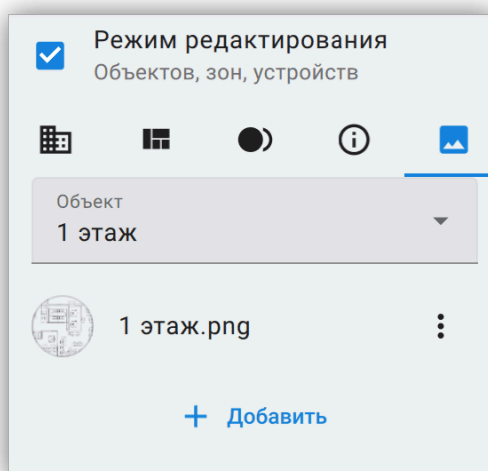 Режим редактирования
Объектов, зон, устройств
Объект
1 этаж
1 этаж.png
+ Добавить